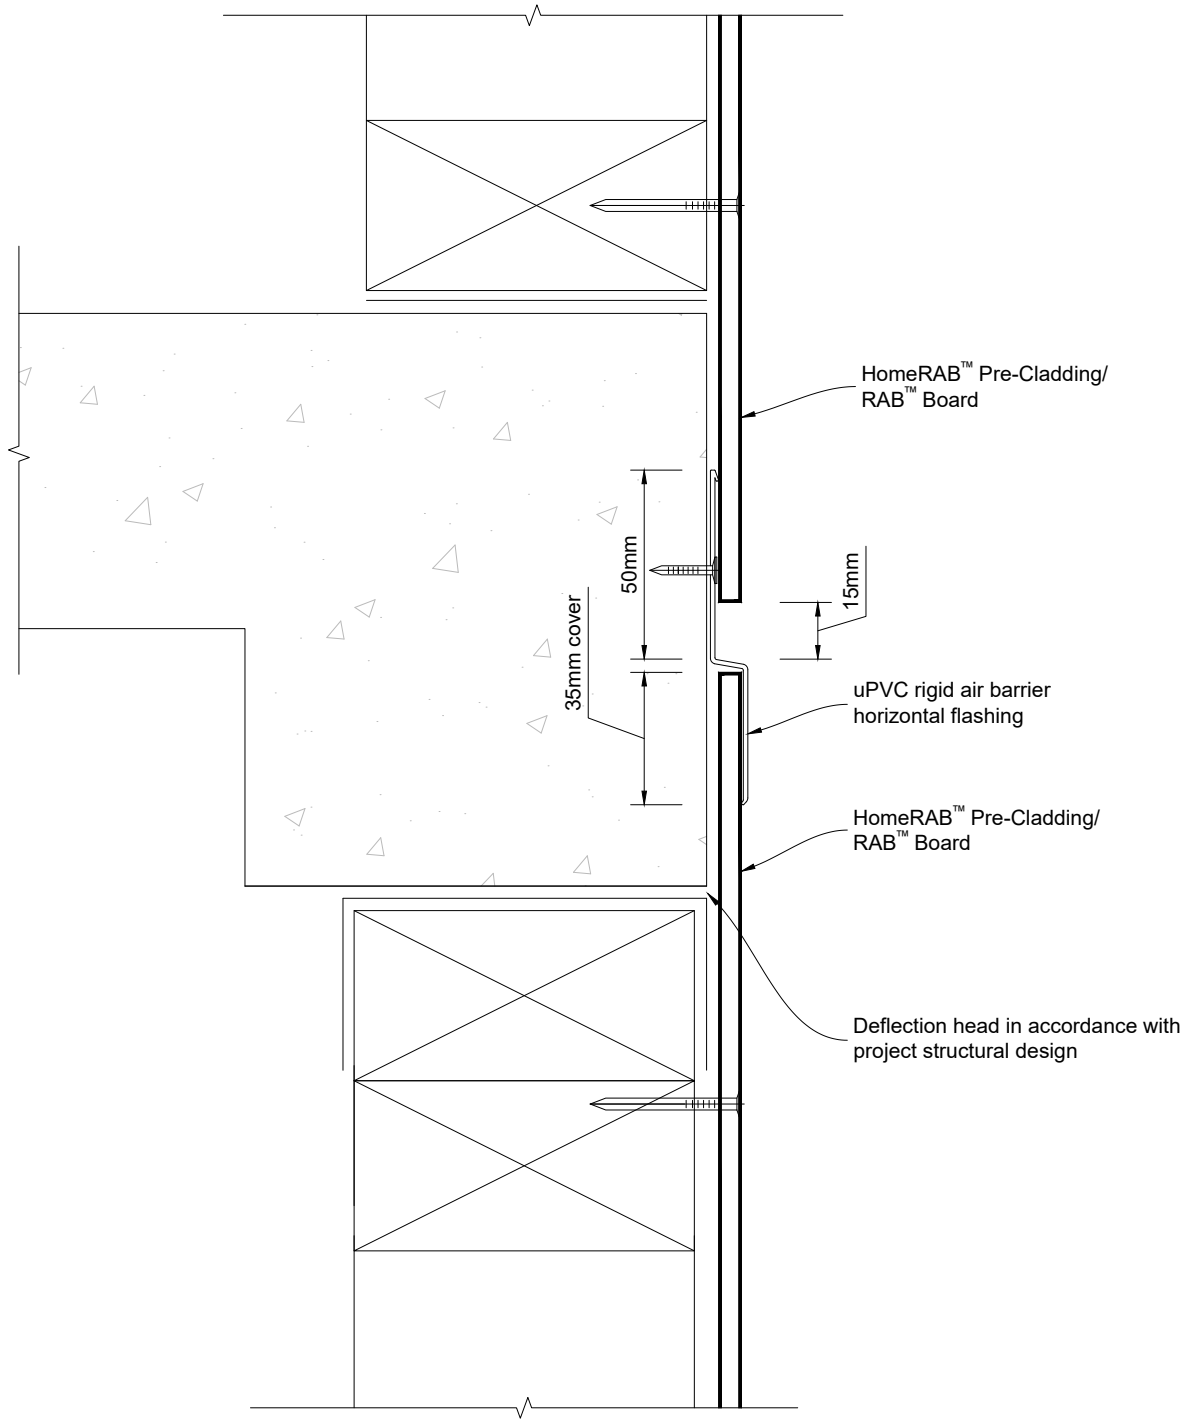 HomeRAB™ Pre-Cladding/
RAB™ Board
50mm
15mm
35mm cover
uPVC rigid air barrier
horizontal flashing
HomeRAB™ Pre-Cladding/
RAB™ Board
Deflection head in accordance with
project structural design